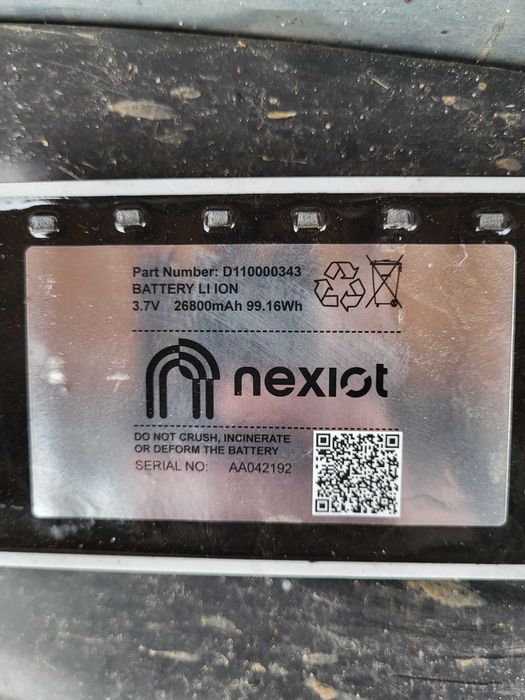 Part Number: D110000343
BATTERY LI ION
3.7V 26800mAh 99.16Wh
nexiot
DO NOT CRUSH, INCINERATE
OR DEFORM THE BATTERY
SERIAL NO: AA042192